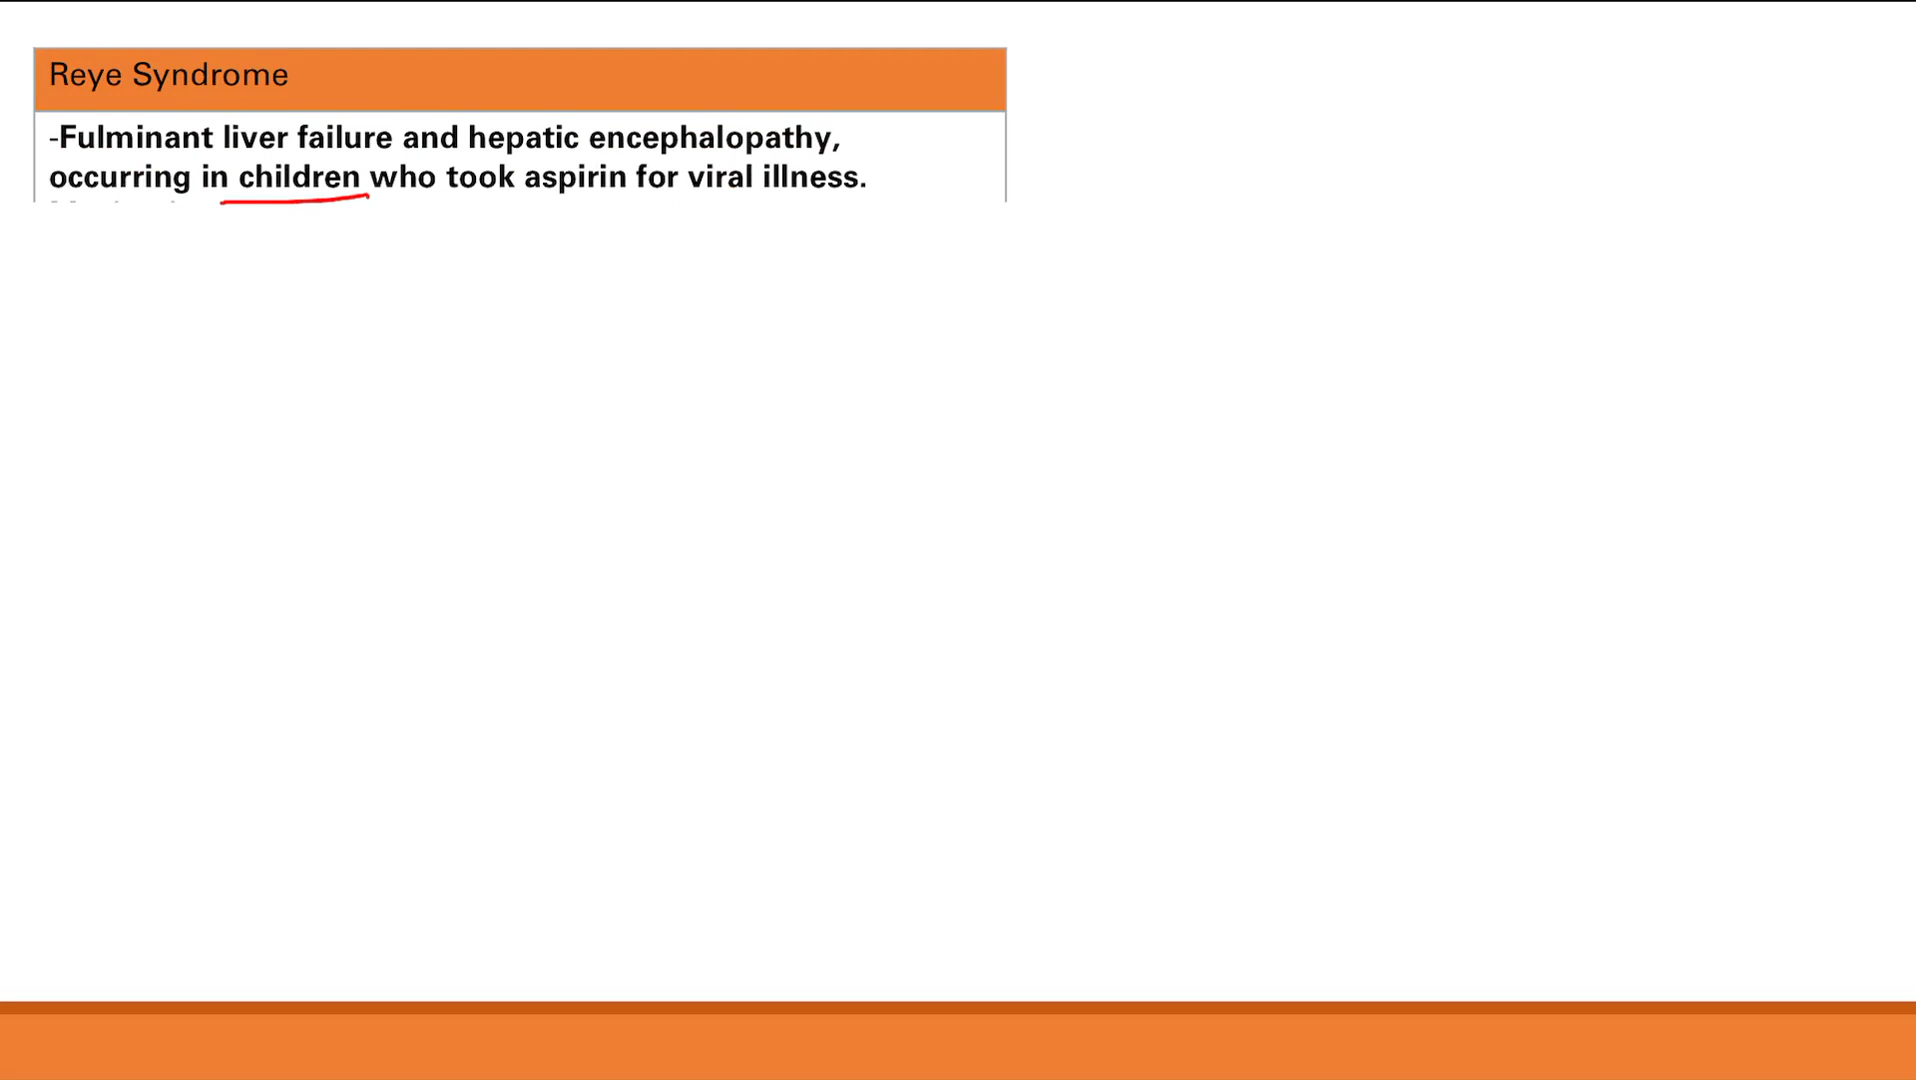 Reye Syndrome
-Fulminant liver failure and hepatic encephalopathy,
occurring in children who took aspirin for viral illness.